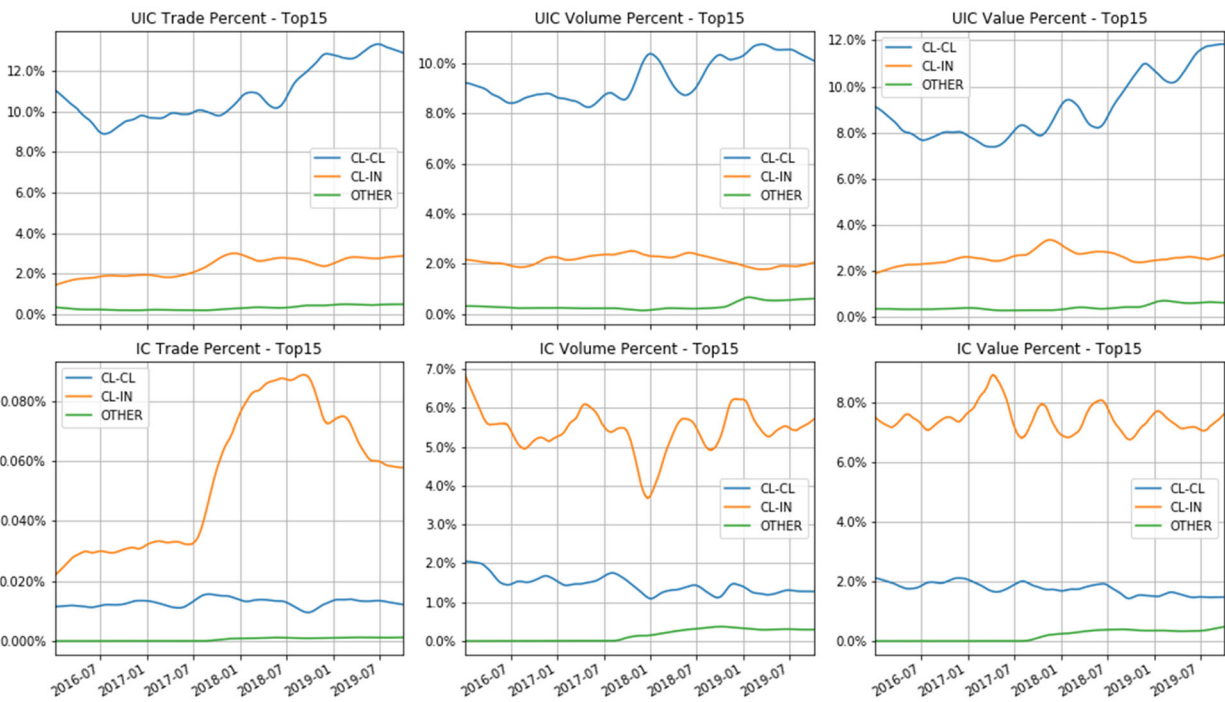 UIC Trade Percent - Top15
12.0%
10.0%
8.0%
6.0%
4.0%
2.0%
0.0%
CL-CL
CL-IN
OTHER
UIC Volume Percent - Top15
10.0%
8.0%
6.0%
4.0%
2.0%
0.0%
CL-CL
CL-IN
OTHER
UIC Value Percent - Top15
12.0%
10.0%
8.0%
6.0%
4.0%
2.0%
0.0%
CL-CL
CL-IN
OTHER
IC Trade Percent - Top15
0.080%
0.060%
0.040%
0.020%
0.000%
CL-CL
CL-IN
OTHER
2016-07
2017-01
2017-07
2018-01
2018-07
2019-01
2019-07
IC Volume Percent - Top15
7.0%
6.0%
5.0%
4.0%
3.0%
2.0%
1.0%
0.0%
CL-CL
CL-IN
OTHER
2016-07
2017-01
2017-07
2018-01
2018-07
2019-01
2019-07
IC Value Percent - Top15
8.0%
6.0%
4.0%
2.0%
0.0%
CL-CL
CL-IN
OTHER
2016-07
2017-01
2017-07
2018-01
2018-07
2019-01
2019-07